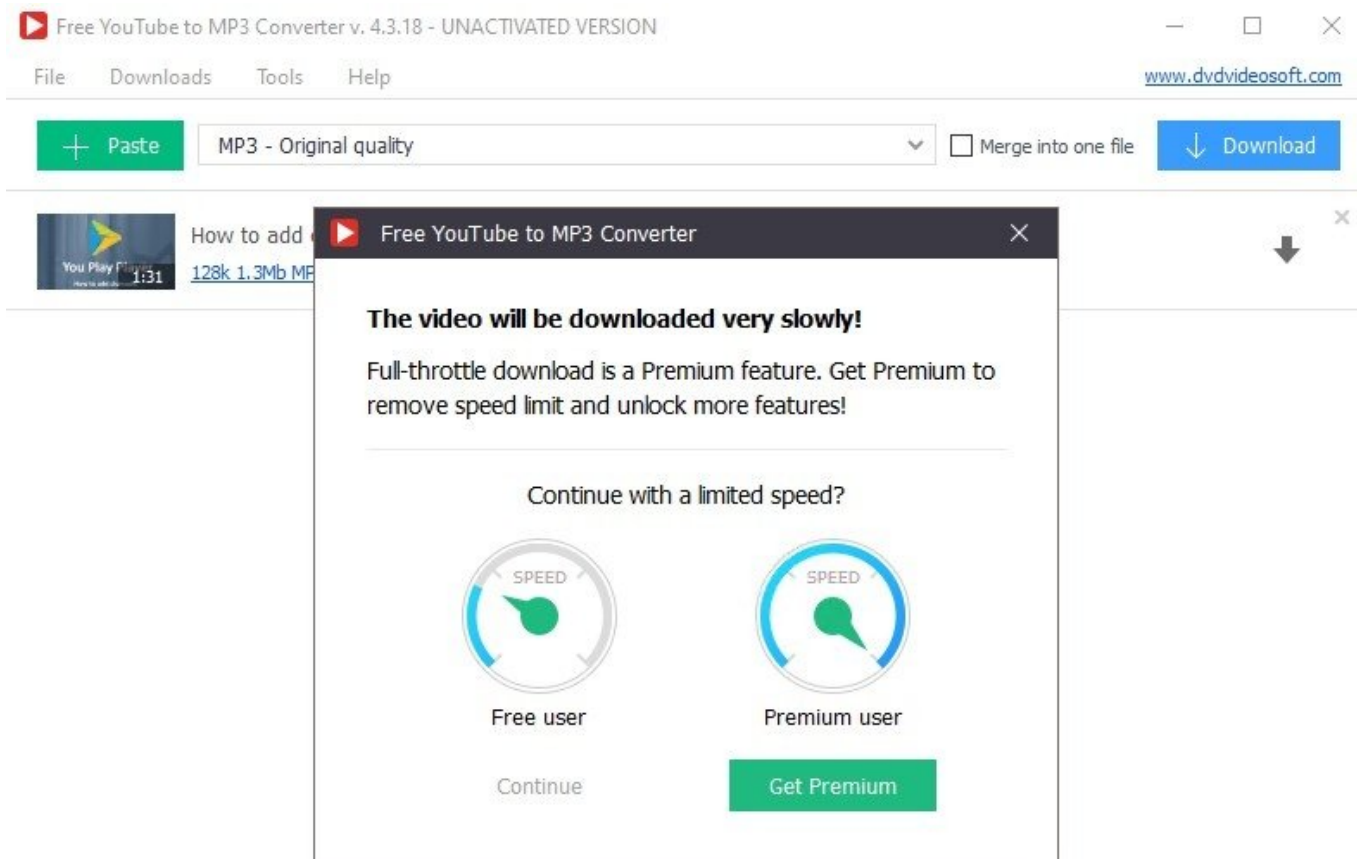 Free YouTube to MP3 Converter v. 4.3.18 - UNACTIVATED VERSION
File Downloads Tools Help www.dvdvideosoft.com
Paste MP3 - Original quality Merge into one file Download
How to add
You Play
1:31
128k 1.3Mb MP
Free YouTube to MP3 Converter
The video will be downloaded very slowly!
Full-throttle download is a Premium feature. Get Premium to
remove speed limit and unlock more features!
Continue with a limited speed?
SPEED SPEED
Free user Premium user
Continue Get Premium